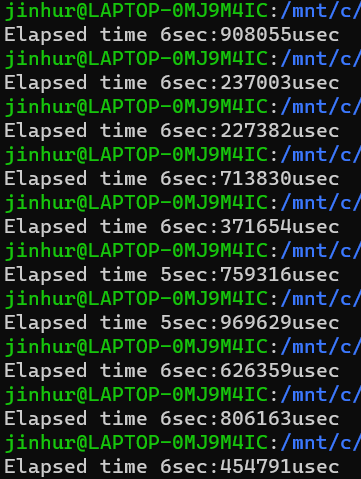 jinhur@LAPTOP-0MJ9M4IC:/mnt/c/
Elapsed time 6sec:908055usec
jinhur@LAPTOP-0MJ9M4IC:/mnt/c/
Elapsed time 6sec:237003usec
jinhur@LAPTOP-0MJ9M4IC:/mnt/c/
Elapsed time 6sec:227382usec
jinhur@LAPTOP-0MJ9M4IC:/mnt/c/
Elapsed time 6sec:713830usec
jinhur@LAPTOP-0MJ9M4IC:/mnt/c/
Elapsed time 6sec:371654usec
jinhur@LAPTOP-0MJ9M4IC:/mnt/c/
Elapsed time 5sec:759316usec
jinhur@LAPTOP-0MJ9M4IC:/mnt/c/
Elapsed time 5sec:969629usec
jinhur@LAPTOP-0MJ9M4IC:/mnt/c/
Elapsed time 6sec:626359usec
jinhur@LAPTOP-0MJ9M4IC:/mnt/c/
Elapsed time 6sec:806163usec
jinhur@LAPTOP-0MJ9M4IC:/mnt/c/
Elapsed time 6sec:454791usec